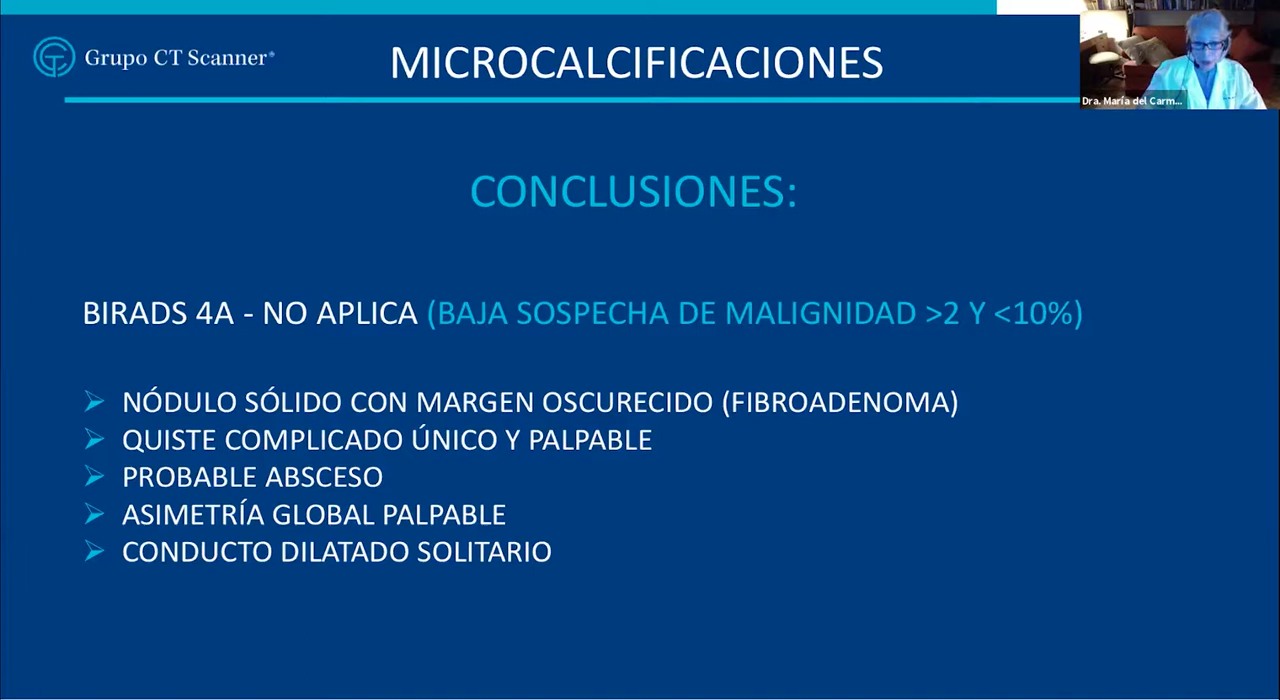 Grupo CT Scanner®
MICROCALCIFICACIONES
Dra. María del Carm...
CONCLUSIONES:
BIRADS 4A - NO APLICA (BAJA SOSPECHA DE MALIGNIDAD >2 Y <10%)
➢ NÓDULO SÓLIDO CON MARGEN OSCURECIDO (FIBROADENOMA)
➢ QUISTE COMPLICADO ÚNICO Y PALPABLE
➢ PROBABLE ABSCESO
➢ ASIMETRÍA GLOBAL PALPABLE
➢ CONDUCTO DILATADO SOLITARIO